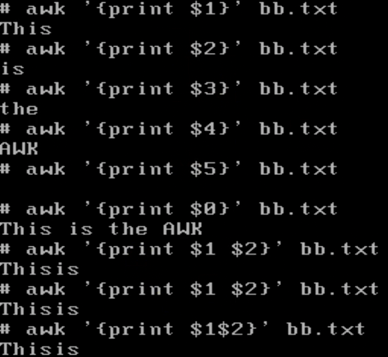 # awk '{print $1}' bb.txt
This
# awk '{print $2}' bb.txt
is
# awk '{print $3}' bb.txt
the
# awk '{print $4}' bb.txt
AWK
# awk '{print $5}' bb.txt

# awk '{print $0}' bb.txt
This is the AWK
# awk '{print $1 $2}' bb.txt
Thisis
# awk '{print $1 $2}' bb.txt
Thisis
# awk '{print $1$2}' bb.txt
Thisis